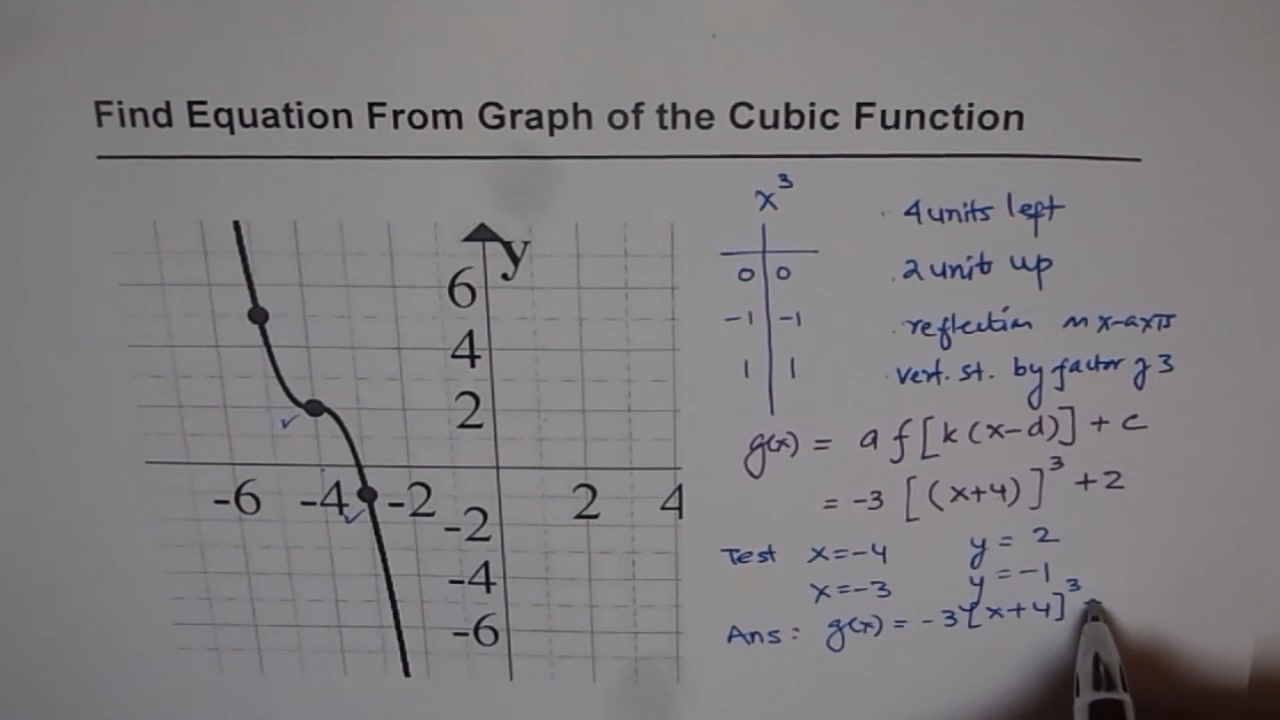 Find Equation From Graph of the Cubic Function
y
6
4
2
-6 -4 -2 2 4
-2
-4
-6
x³
0 0
-1 -1
1 1
4 units left
2 unit up
reflection in x-axis
vert. st. by factor of 3
g(x) = a f[k(x-d)] + c
= -3 [(x+4)]³ + 2
Test x=-4 y = 2
x=-3 y = -1
Ans: g(x) = -3[x+4]³